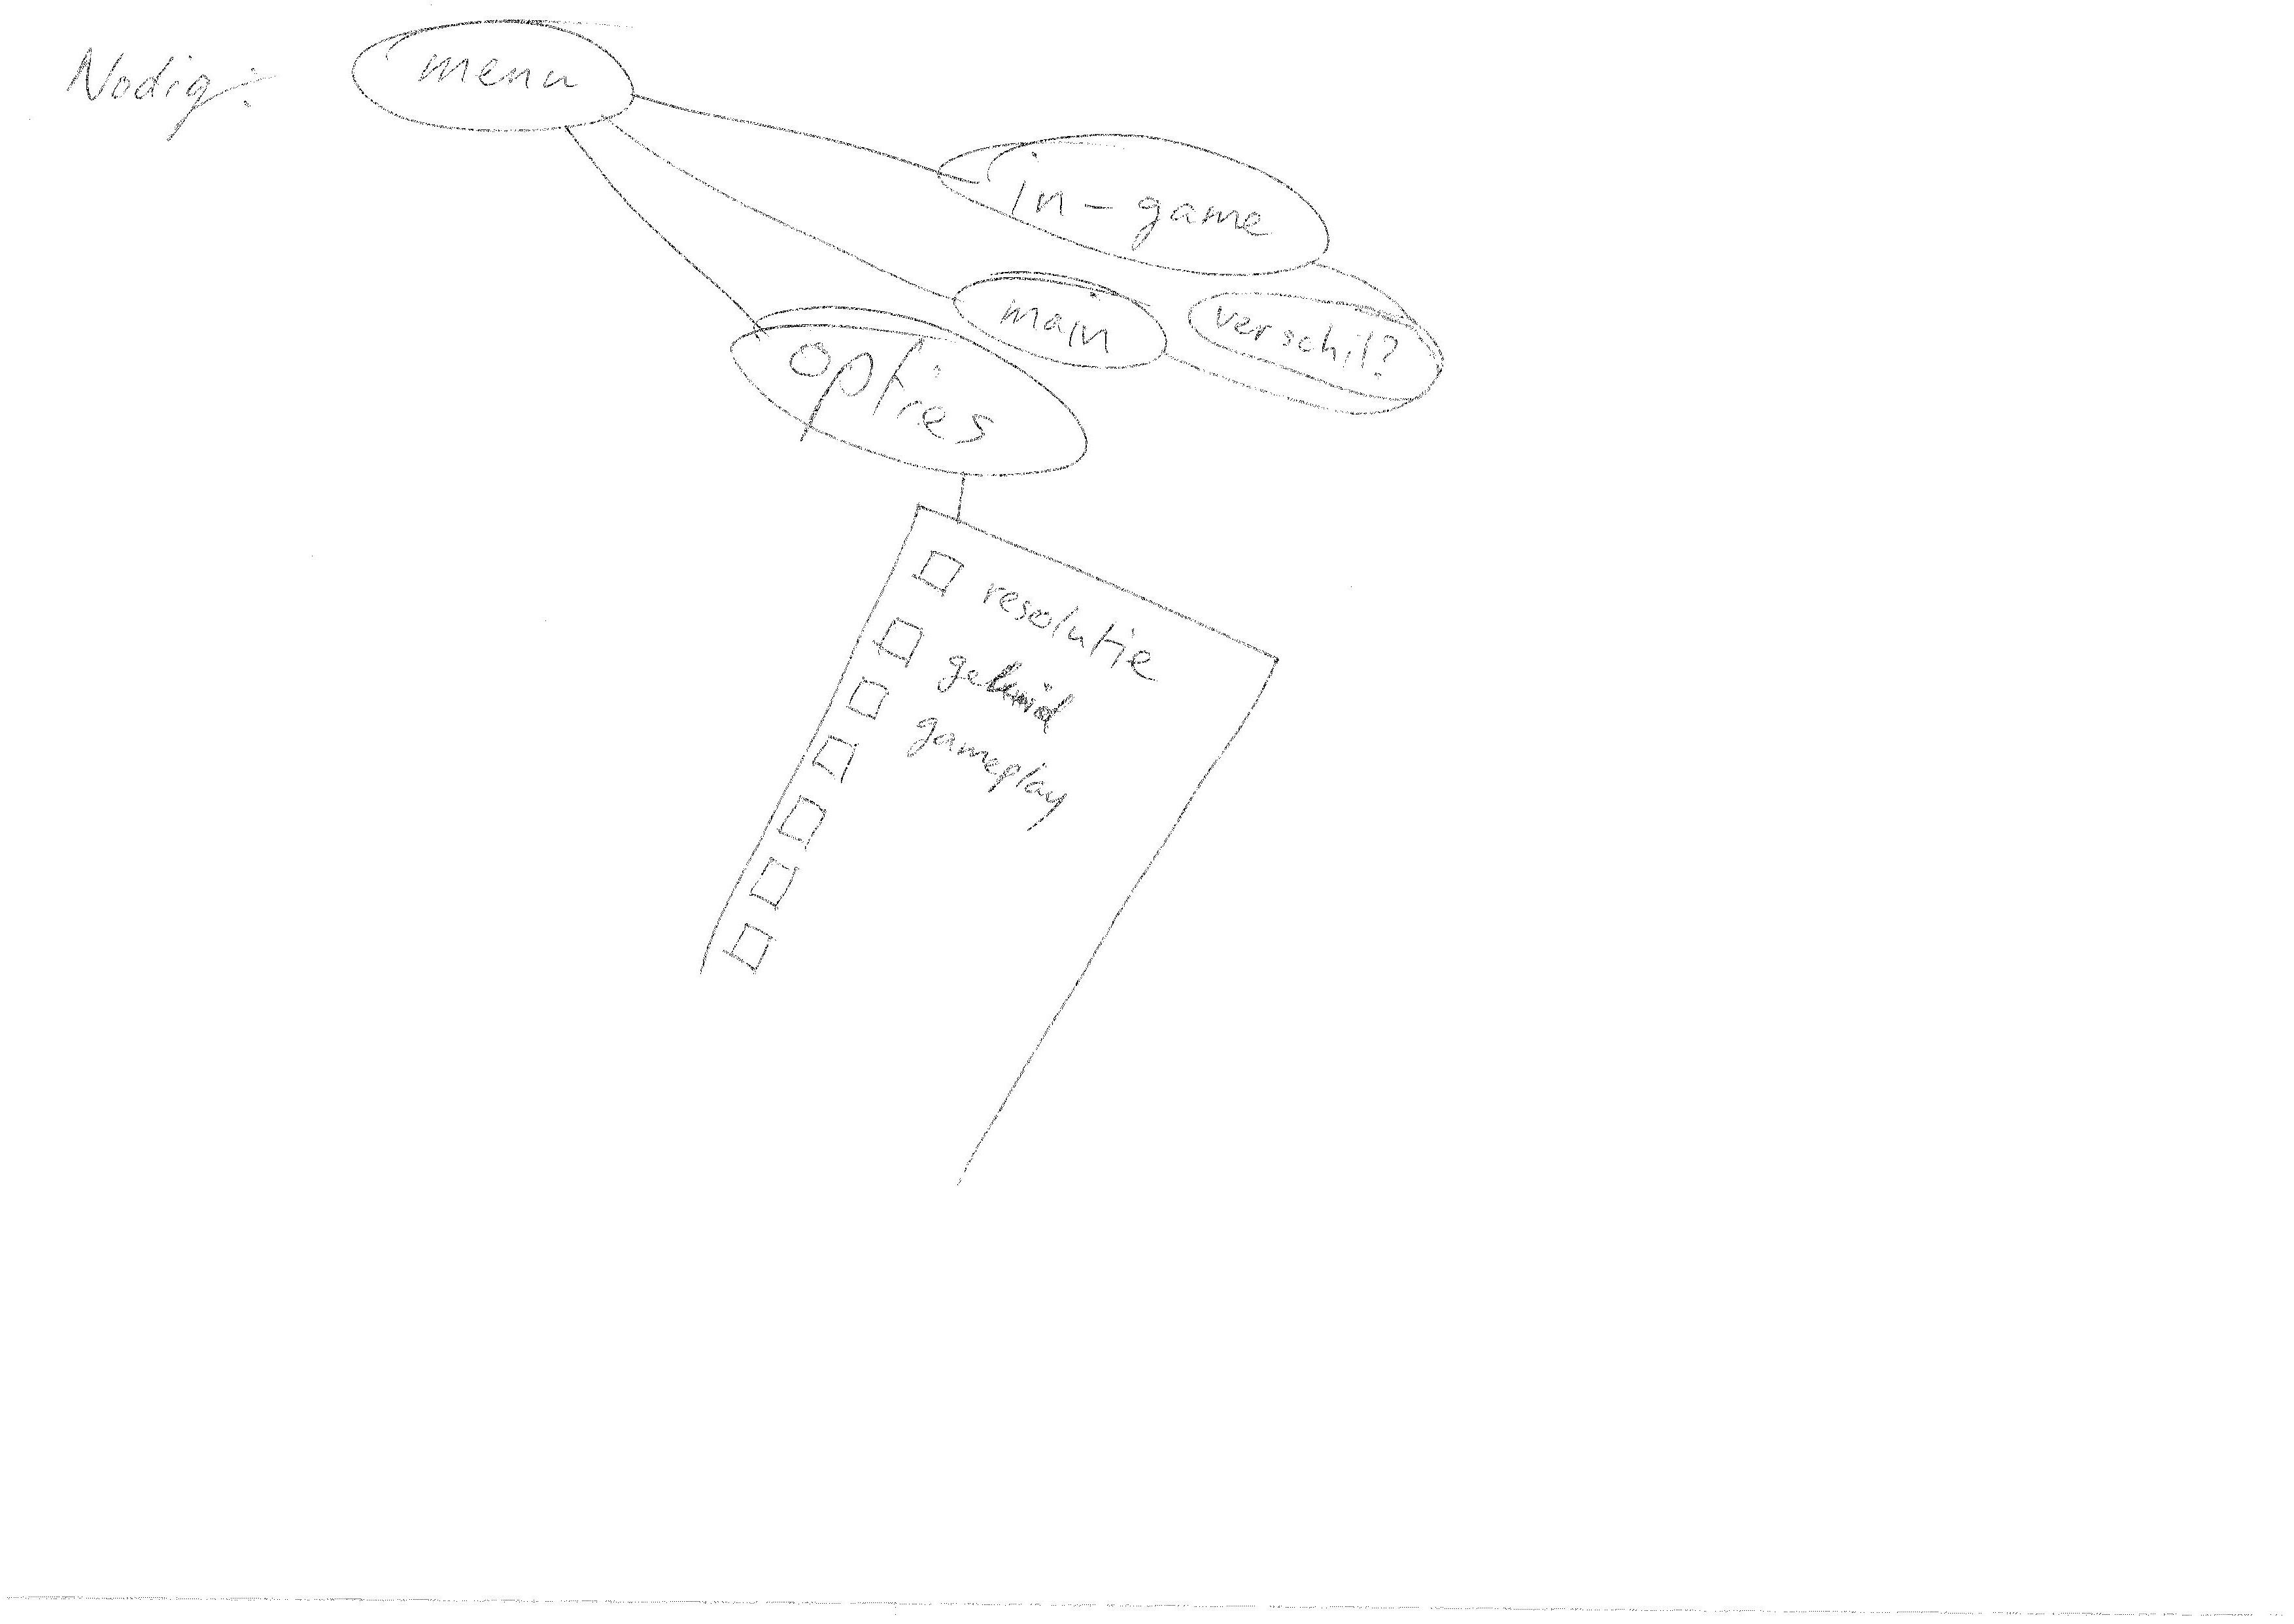 Nodig:
menu
in-game
main
verschil?
opties
resolutie
geluid
gameplay